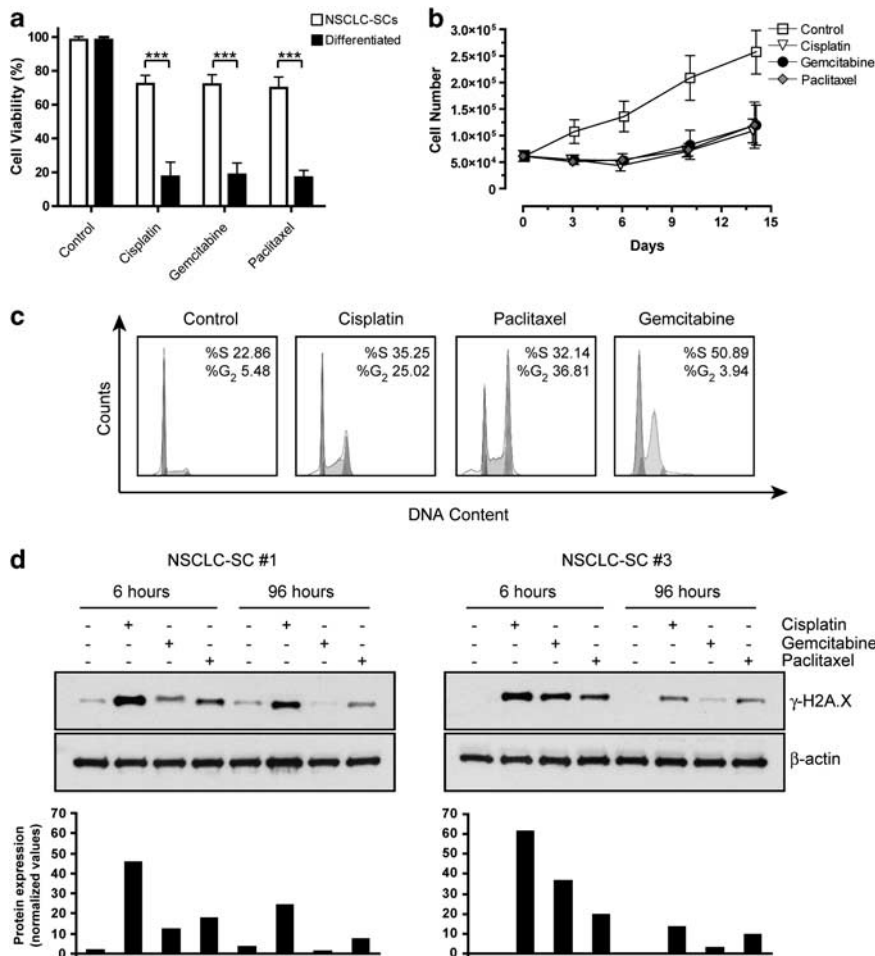 a
NSCLC-SCs
Differentiated
Cell Viability (%)
100
80
60
40
20
0
***
***
***
Control
Cisplatin
Gemcitabine
Paclitaxel
b
Control
Cisplatin
Gemcitabine
Paclitaxel
Cell Number
3.0×10⁵
2.5×10⁵
2.0×10⁵
1.5×10⁵
1.0×10⁵
5.0×10⁴
0
0 3 6 9 12 15
Days
c
Control
Cisplatin
Paclitaxel
Gemcitabine
%S 22.86
%G₂ 5.48
%S 35.25
%G₂ 25.02
%S 32.14
%G₂ 36.81
%S 50.89
%G₂ 3.94
Counts
DNA Content
d
NSCLC-SC #1
NSCLC-SC #3
6 hours
96 hours
6 hours
96 hours
- + - - - + - - - + - - - + - - Cisplatin
- - + - - - + - - - + - - - + - Gemcitabine
- - - + - - - + - - - + - - - + Paclitaxel
γ-H2A.X
β-actin
Protein expression
(normalized values)
70
60
50
40
30
20
10
0
70
60
50
40
30
20
10
0